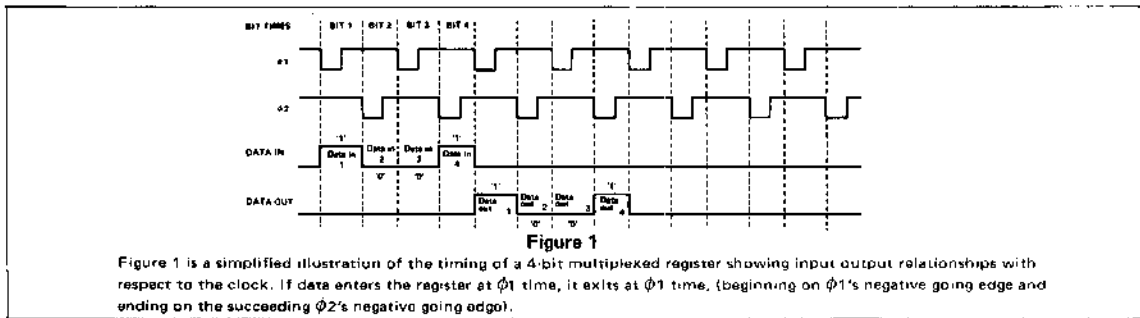 BIT TIMES BIT 1 BIT 2 BIT 3 BIT 4
φ1
φ2
DATA IN
'1' '1'
Data in 1 Data in 2 Data in 3 Data in 4
'0' '0'
DATA OUT
'1' '1'
Data out 1 Data out 2 Data out 3 Data out 4
'0' '0'
Figure 1
Figure 1 is a simplified illustration of the timing of a 4-bit multiplexed register showing input output relationships with
respect to the clock. If data enters the register at φ1 time, it exits at φ1 time, (beginning on φ1's negative going edge and
ending on the succeeding φ2's negative going edge).